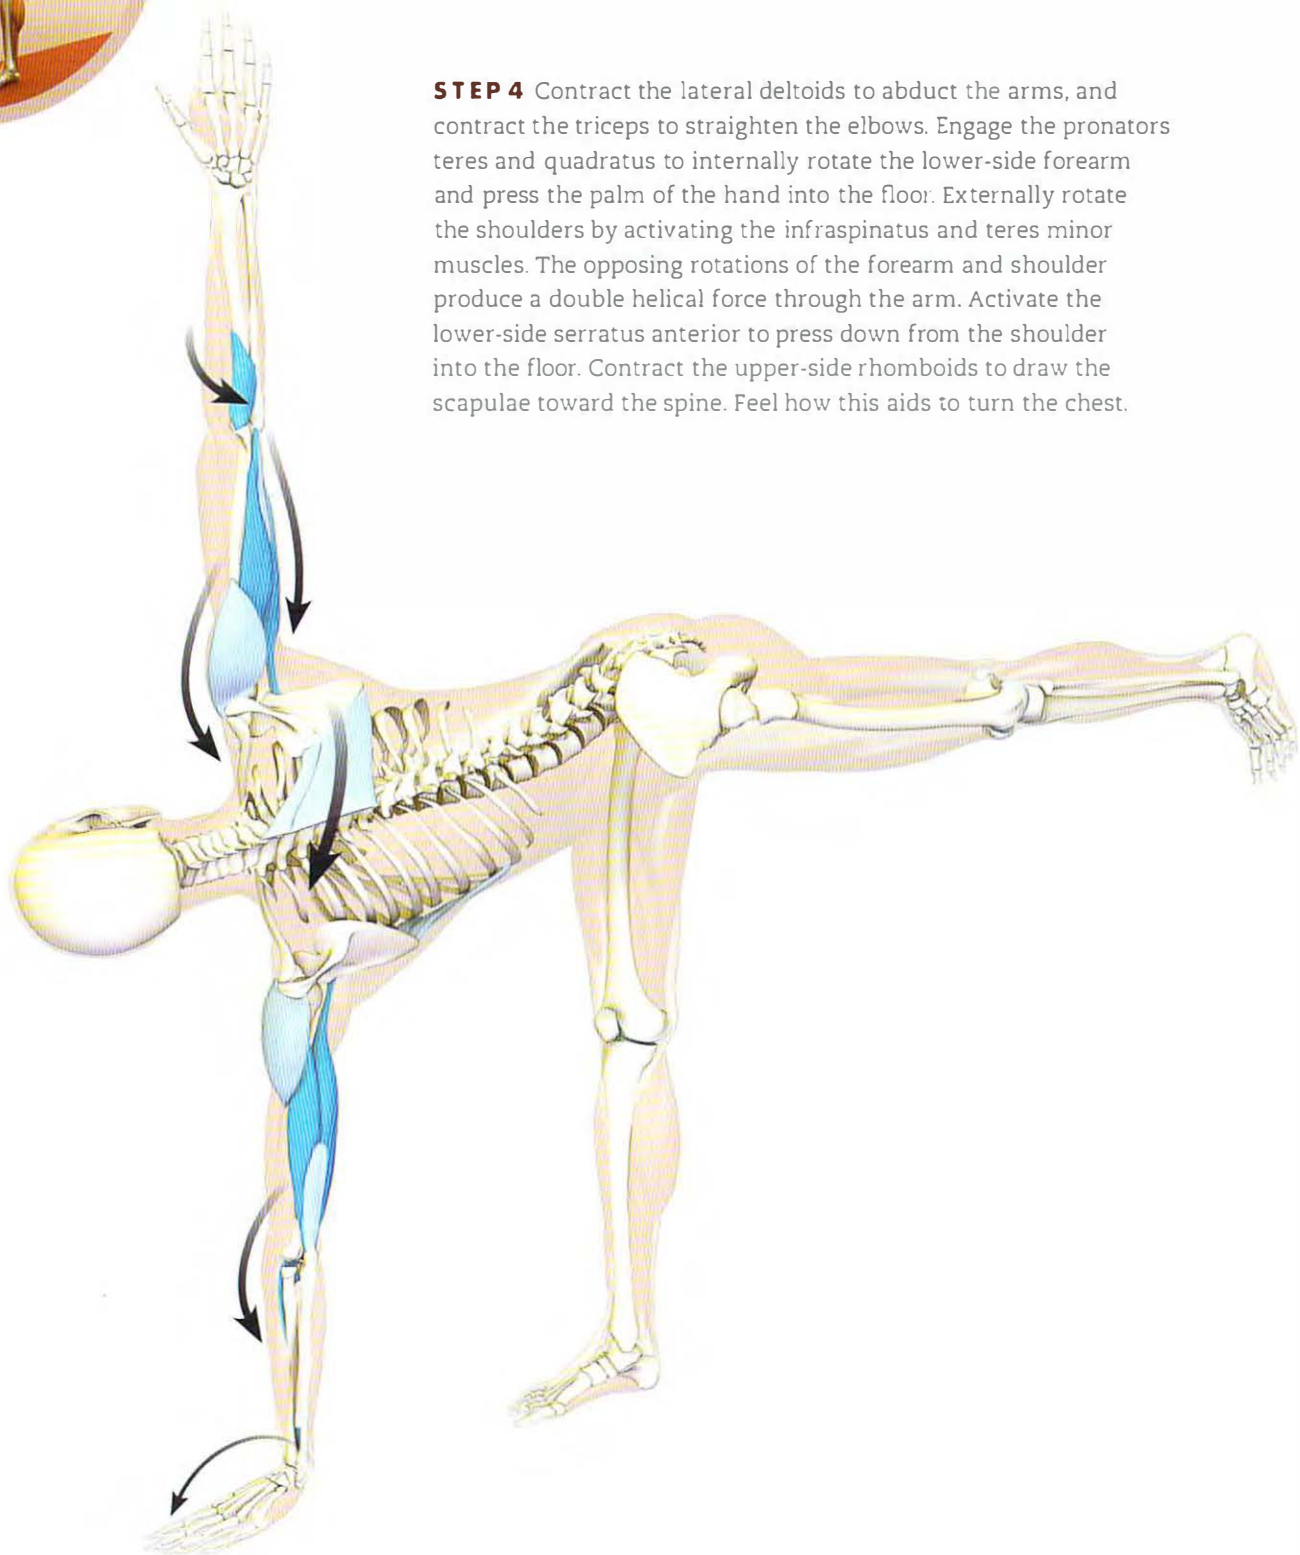 STEP 4 Contract the lateral deltoids to abduct the arms, and
contract the triceps to straighten the elbows. Engage the pronators
teres and quadratus to internally rotate the lower-side forearm
and press the palm of the hand into the floor. Externally rotate
the shoulders by activating the infraspinatus and teres minor
muscles. The opposing rotations of the forearm and shoulder
produce a double helical force through the arm. Activate the
lower-side serratus anterior to press down from the shoulder
into the floor. Contract the upper-side rhomboids to draw the
scapulae toward the spine. Feel how this aids to turn the chest.